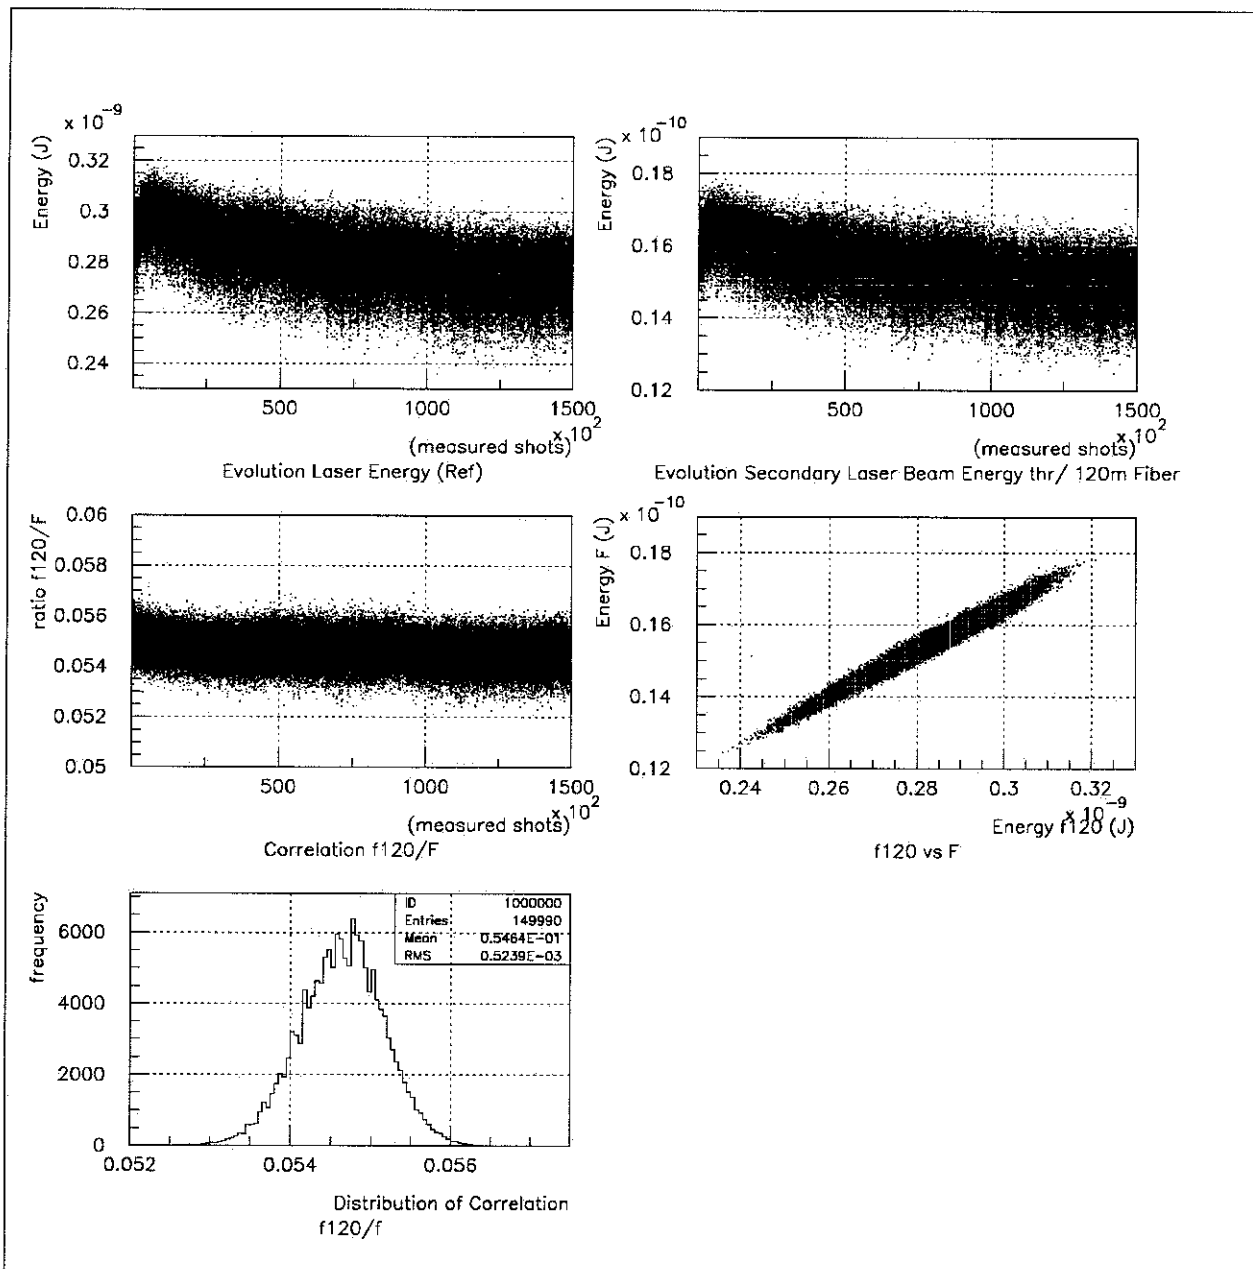 x 10⁻⁹
Energy (J)
0.32
0.3
0.28
0.26
0.24
500
1000
1500
x 10²
(measured shots)
Evolution Laser Energy (Ref)
x 10⁻¹⁰
Energy (J)
0.18
0.16
0.14
0.12
500
1000
1500
x 10²
(measured shots)
Evolution Secondary Laser Beam Energy thr/ 120m Fiber
ratio f120/F
0.06
0.058
0.056
0.054
0.052
0.05
500
1000
1500
x 10²
(measured shots)
Correlation f120/F
x 10⁻¹⁰
Energy F (J)
0.18
0.16
0.14
0.12
0.24
0.26
0.28
0.3
0.32
x 10⁻⁹
Energy f120 (J)
f120 vs F
frequency
6000
4000
2000
0
0.052
0.054
0.056
ID 1000000
Entries 149990
Mean 0.5464E-01
RMS 0.5239E-03
Distribution of Correlation
f120/f